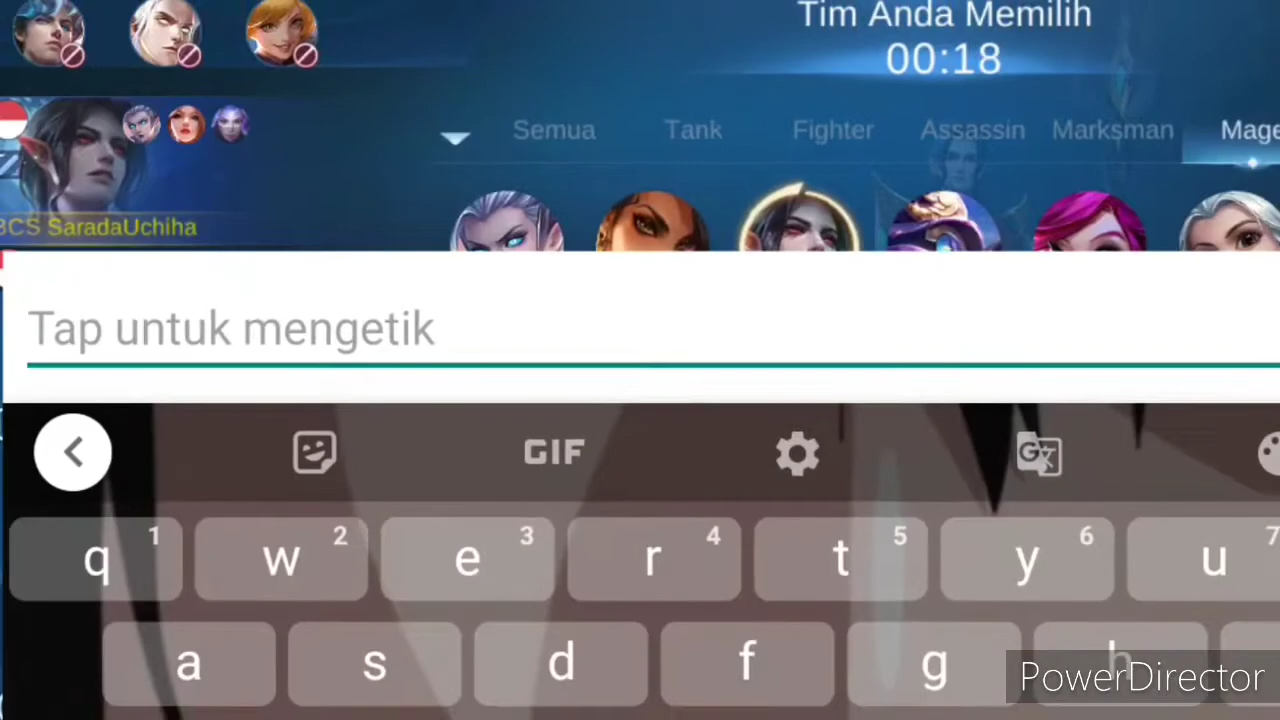 Tim Anda Memilih
00:18
Semua Tank Fighter Assassin Marksman Mage
BCS SaradaUchiha
Tap untuk mengetik
GIF G
q 1 w 2 e 3 r 4 t 5 y 6 u 7
a s d f g h
PowerDirector